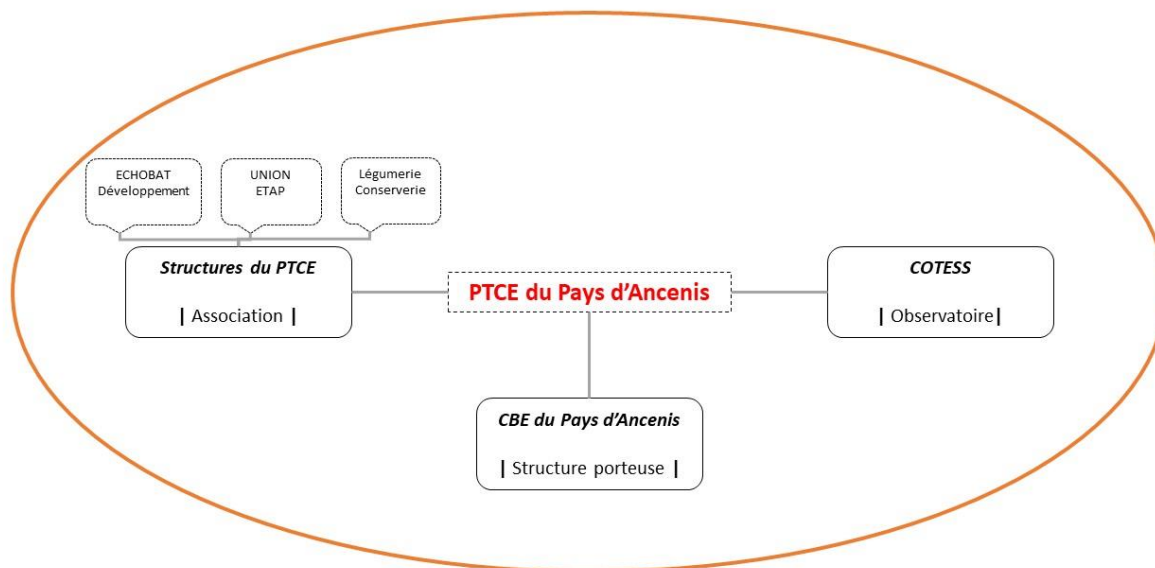 ECHOBAT
Développement
UNION
ETAP
Légumerie
Conserverie
Structures du PTCE
| Association |
PTCE du Pays d’Ancenis
COTESS
| Observatoire|
CBE du Pays d’Ancenis
| Structure porteuse |